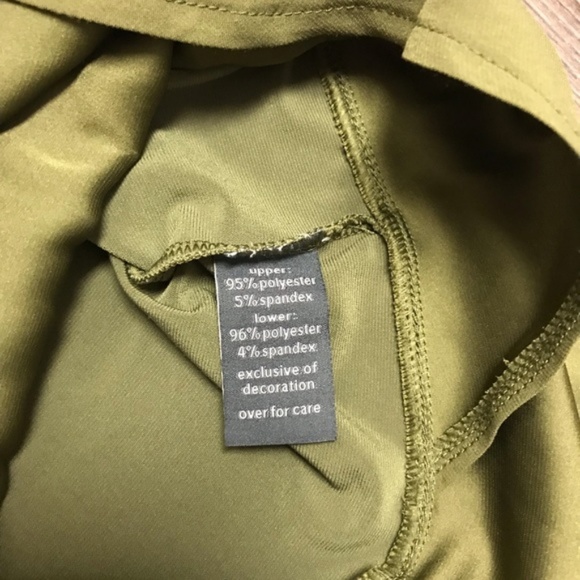 upper:
95% polyester
5% spandex
lower:
96% polyester
4% spandex
exclusive of
decoration
over for care